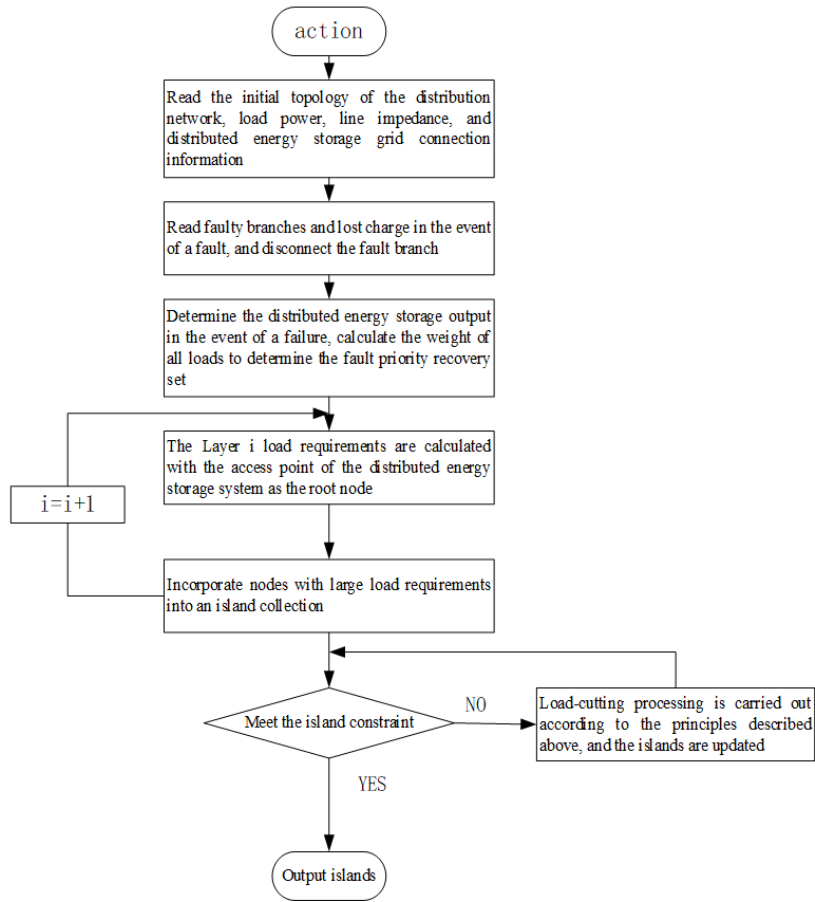 action
Read the initial topology of the distribution
network, load power, line impedance, and
distributed energy storage grid connection
information
Read faulty branches and lost charge in the event
of a fault, and disconnect the fault branch
Determine the distributed energy storage output
in the event of a failure, calculate the weight of
all loads to determine the fault priority recovery
set
The Layer i load requirements are calculated
with the access point of the distributed energy
storage system as the root node
i=i+1
Incorporate nodes with large load requirements
into an island collection
Meet the island constraint
NO
Load-cutting processing is carried out
according to the principles described
above, and the islands are updated
YES
Output islands